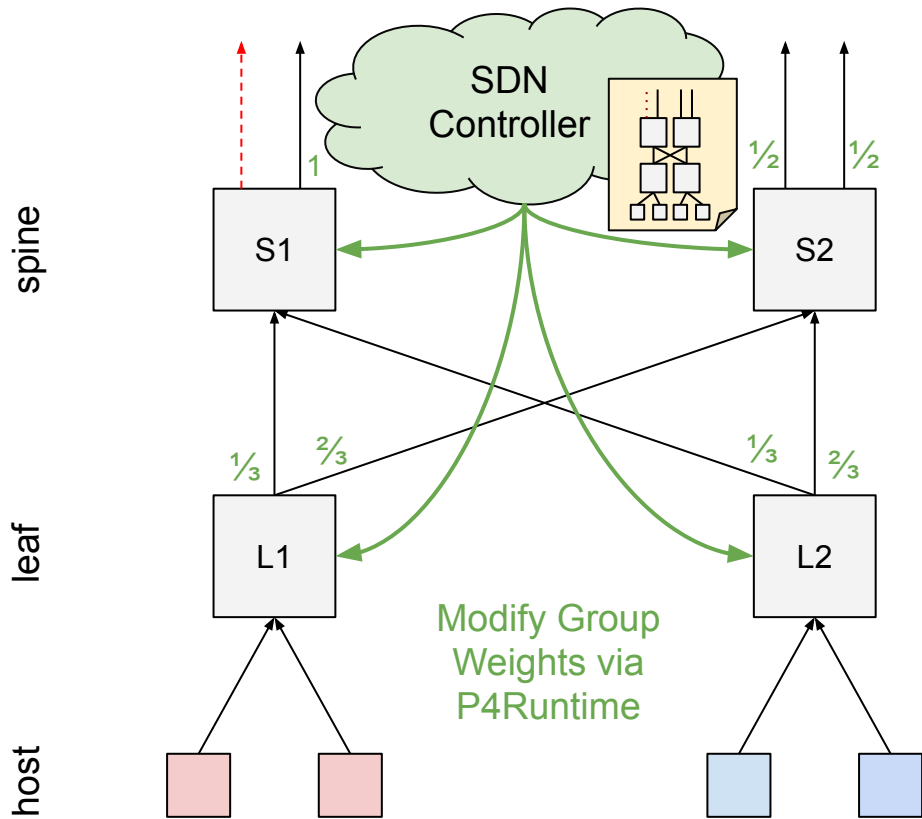 SDN
Controller
1
½
½
spine
S1
S2
⅓
⅔
⅓
⅔
leaf
L1
L2
Modify Group
Weights via
P4Runtime
host